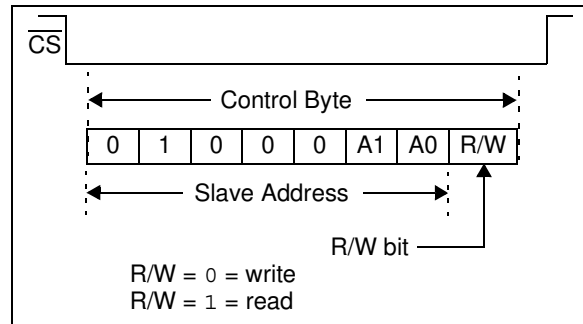 CS
Control Byte
0 1 0 0 0 A1 A0 R/W
Slave Address
R/W bit
R/W = 0 = write
R/W = 1 = read